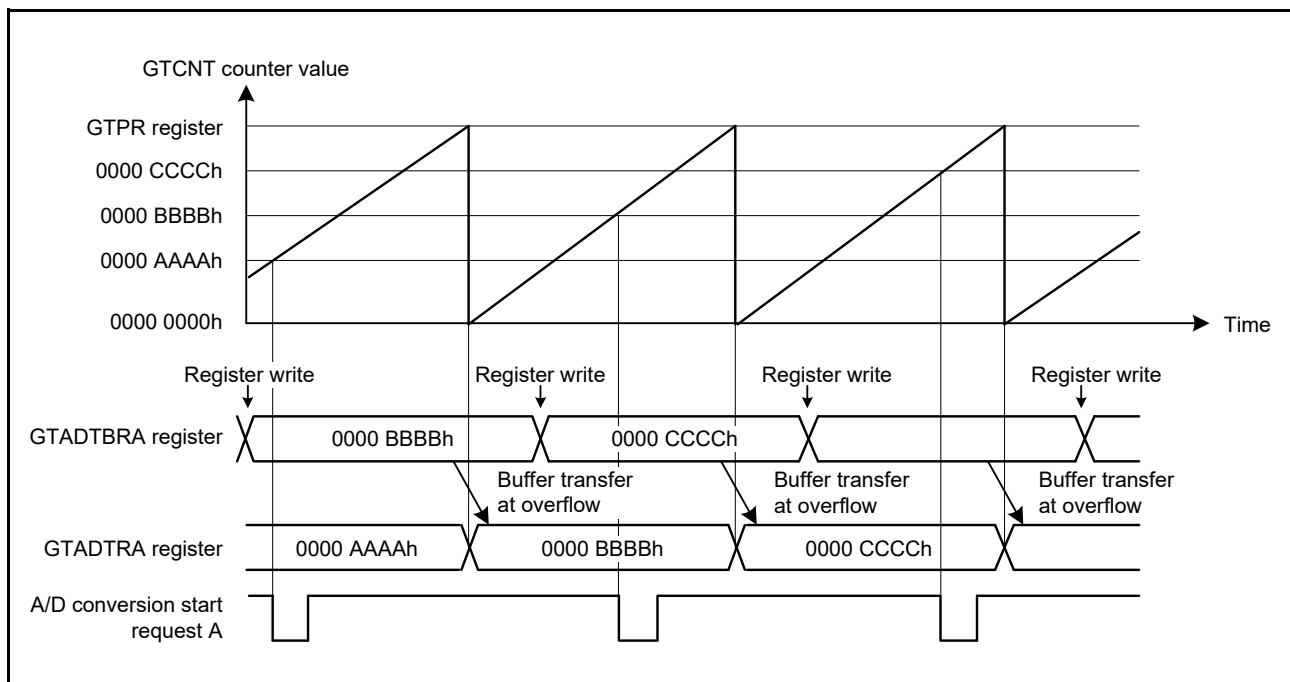 GTCNT counter value
GTPR register
0000 CCCCh
0000 BBBBh
0000 AAAAh
0000 0000h
Time
Register write
Register write
Register write
Register write
GTADTBRA register
0000 BBBBh
0000 CCCCh
Buffer transfer
at overflow
Buffer transfer
at overflow
Buffer transfer
at overflow
GTADTRA register
0000 AAAAh
0000 BBBBh
0000 CCCCh
A/D conversion start
request A